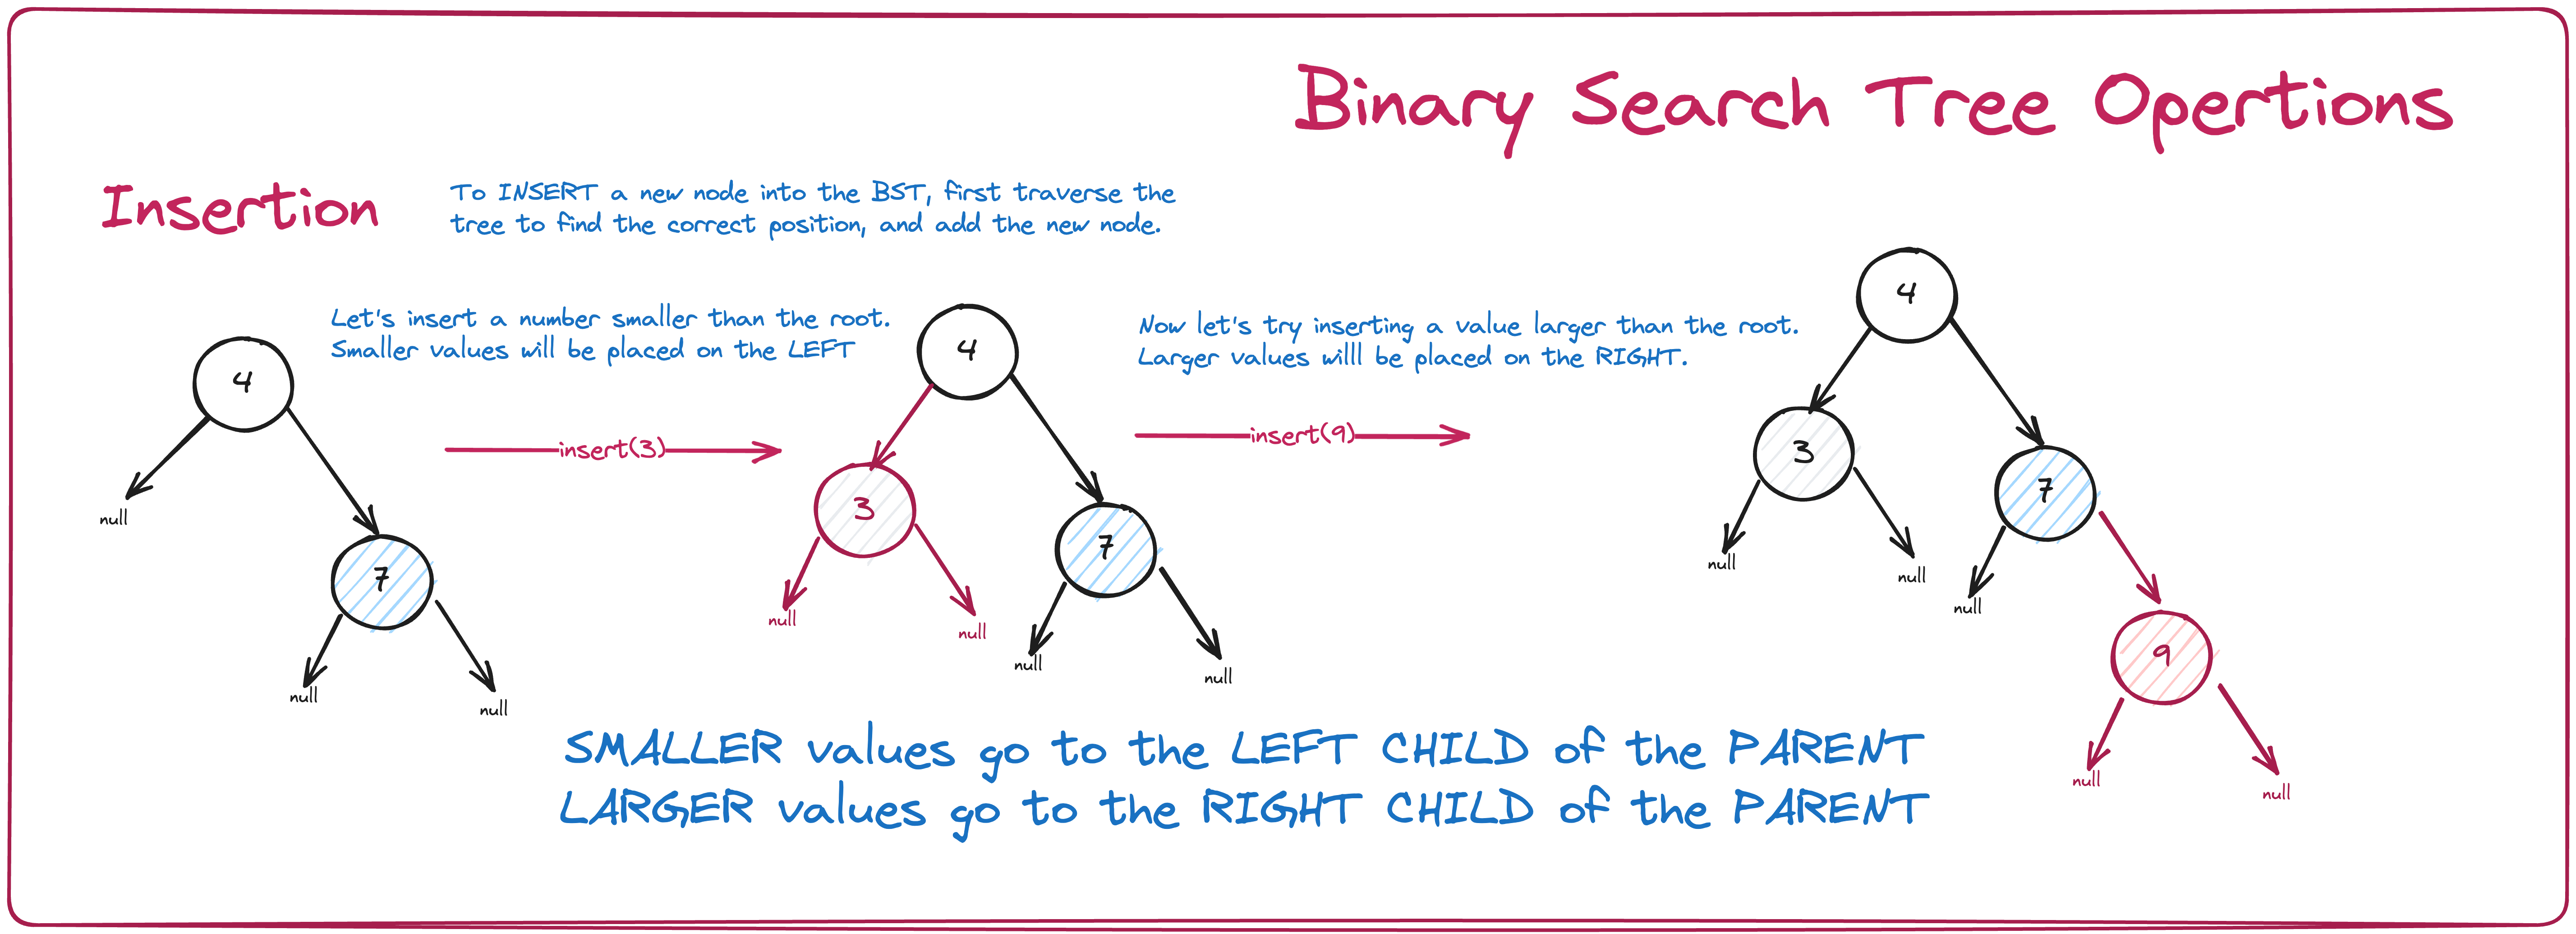 Binary Search Tree Opertions
Insertion
To INSERT a new node into the BST, first traverse the
tree to find the correct position, and add the new node.
Let's insert a number smaller than the root.
Smaller values will be placed on the LEFT
4
null
7
null
null
insert(3)
4
3
null
null
7
null
null
Now let's try inserting a value larger than the root.
Larger values willl be placed on the RIGHT.
insert(9)
4
3
null
null
7
null
9
null
null
SMALLER values go to the LEFT CHILD of the PARENT
LARGER values go to the RIGHT CHILD of the PARENT